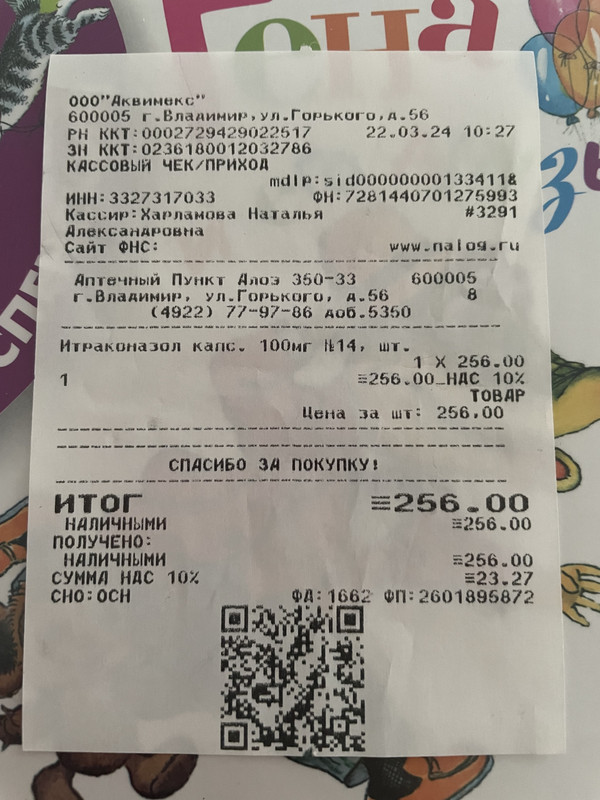 ОНА
ООО"Аквимекс"
600005 г.Владимир,ул.Горького,д.56
РН ККТ:0002729429022517 22.03.24 10:27
ЗН ККТ:0236180012032786
КАССОВЫЙ ЧЕК/ПРИХОД
mdlp:sid00000000133411&
ИНН:3327317033 ФН:7281440701275993
Кассир:Харламова Наталья #3291
Александровна
Сайт ФНС: www.nalog.ru
Аптечный Пункт Алоэ 350-33 600005
г.Владимир, ул.Горького, д.56 8
(4922) 77-97-86 доб.5350
Итраконазол капс. 100мг №14, шт.
1 X 256.00
1 ≡256.00_НДС 10%
ТОВАР
Цена за шт: 256,00
СПАСИБО ЗА ПОКУПКУ!
ИТОГ ≡256.00
НАЛИЧНЫМИ ≡256.00
ПОЛУЧЕНО:
НАЛИЧНЫМИ ≡256.00
СУММА НДС 10% ≡23.27
СНО:ОСН ФД:1662 ФП:2601895872